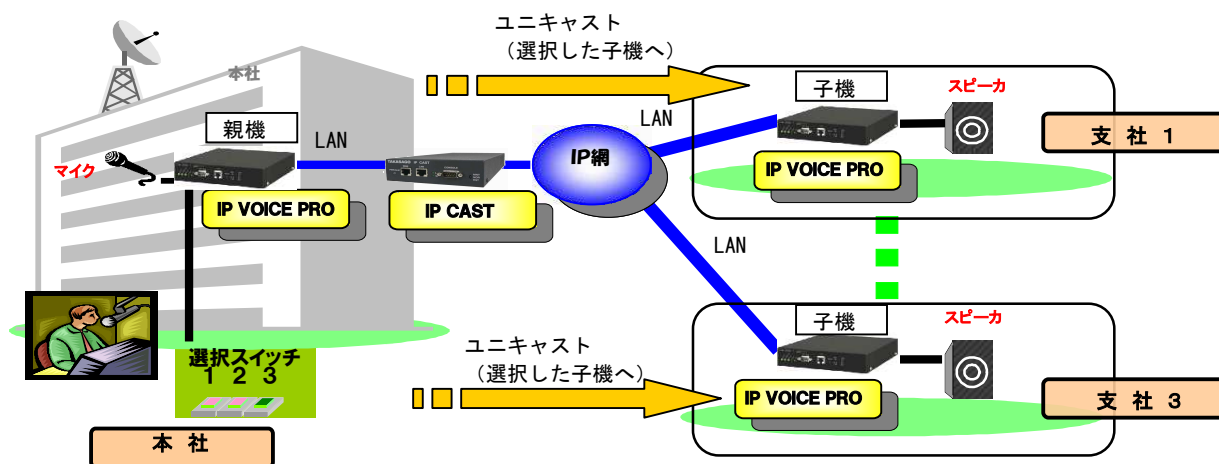 ユニキャスト
(選択した子機へ)
本社
親機
LAN
マイク
IP VOICE PRO
TAKASAGO IP CAST
IP CAST
IP網
LAN
子機
スピーカ
支 社 1
IP VOICE PRO
LAN
子機
スピーカ
IP VOICE PRO
支 社 3
ユニキャスト
(選択した子機へ)
選択スイッチ
1 2 3
本 社